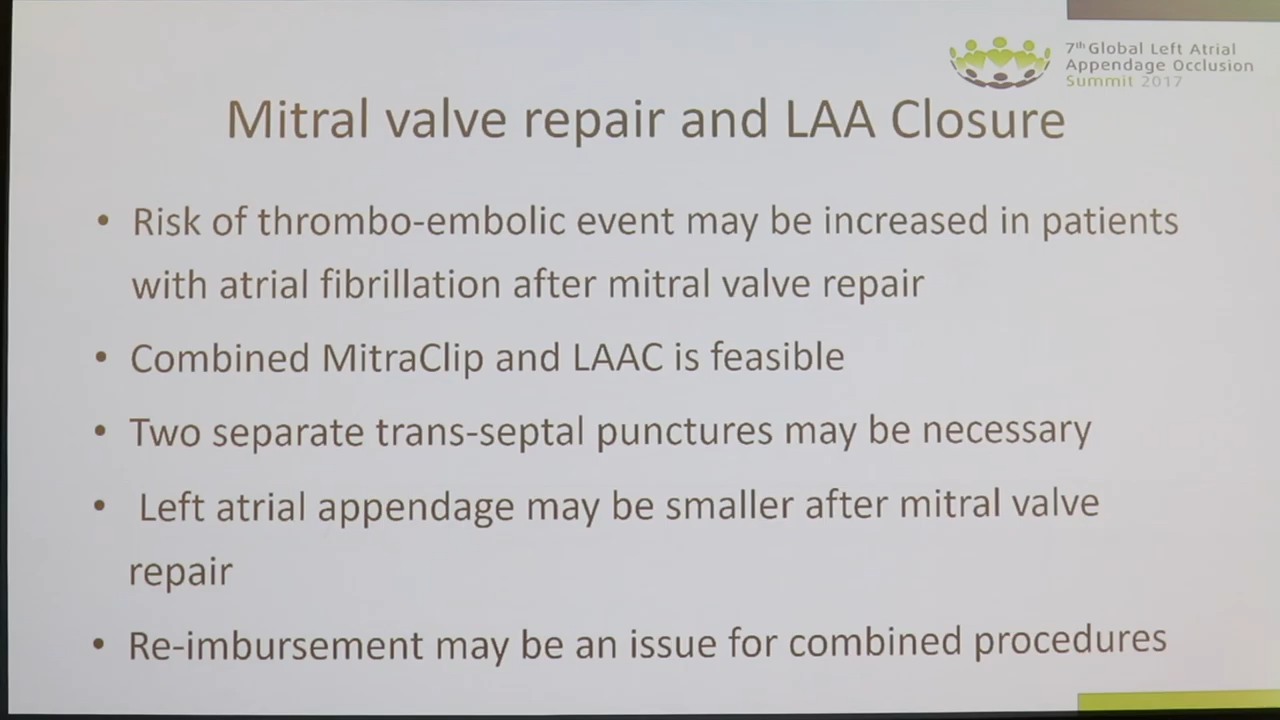 7th Global Left Atrial
Appendage Occlusion
Summit 2017
Mitral valve repair and LAA Closure
• Risk of thrombo-embolic event may be increased in patients
with atrial fibrillation after mitral valve repair
• Combined MitraClip and LAAC is feasible
• Two separate trans-septal punctures may be necessary
• Left atrial appendage may be smaller after mitral valve
repair
• Re-imbursement may be an issue for combined procedures